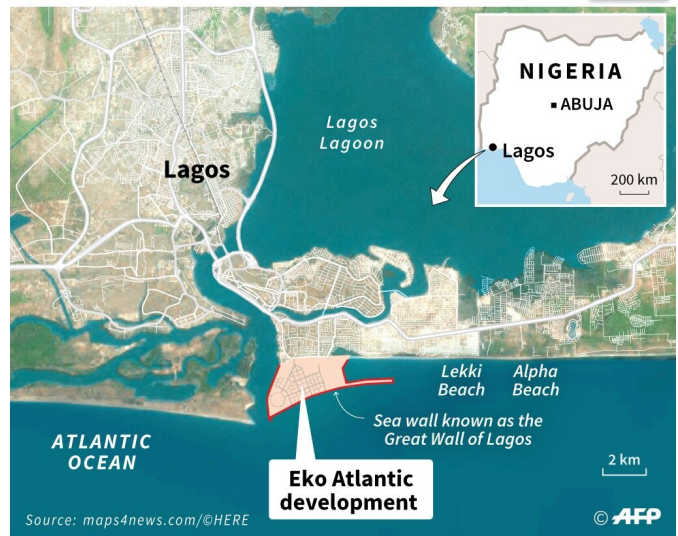 NIGERIA
ABUJA
Lagos
200 km
Lagos
Lagoon
Lagos
Lekki
Beach
Alpha
Beach
Sea wall known as the
Great Wall of Lagos
ATLANTIC
OCEAN
Eko Atlantic
development
2 km
Source: maps4news.com/©HERE
© AFP